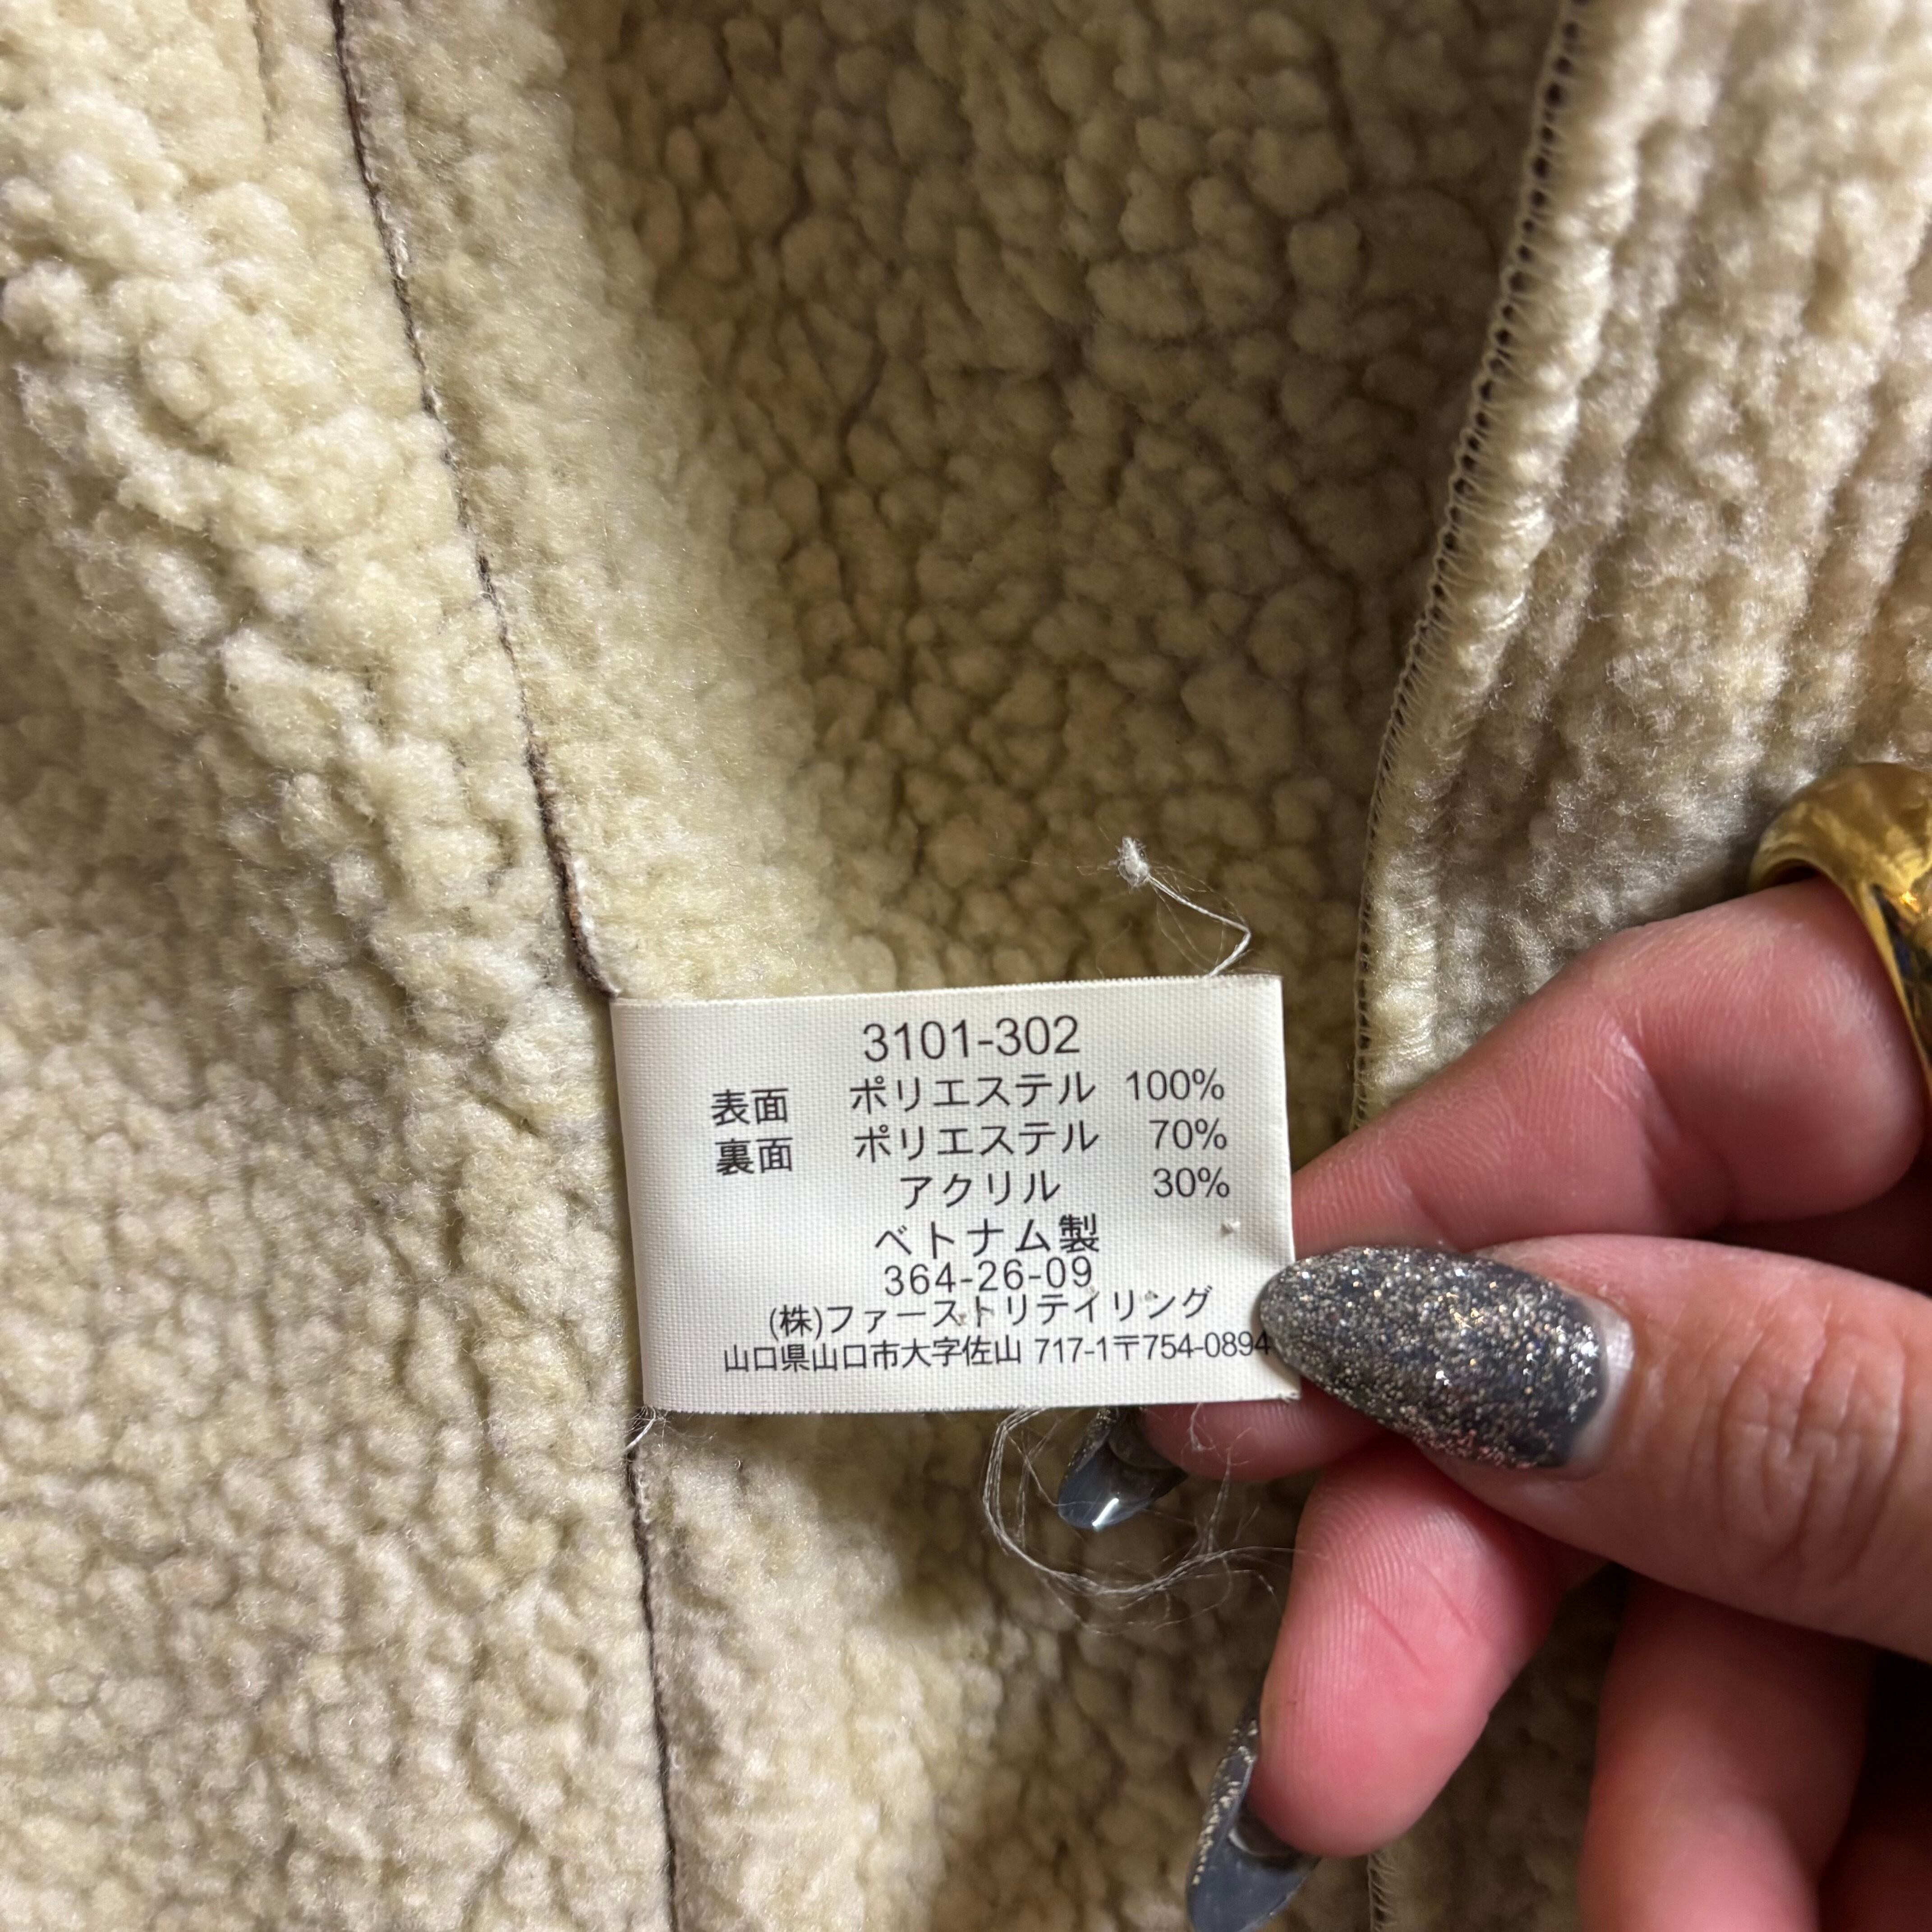 3101-302
表面 ポリエステル 100%
裏面 ポリエステル 70%
アクリル 30%
ベトナム製
364-26-09
(株)ファーストリテイリング
山口県山口市大字佐山 717-1〒754-0894